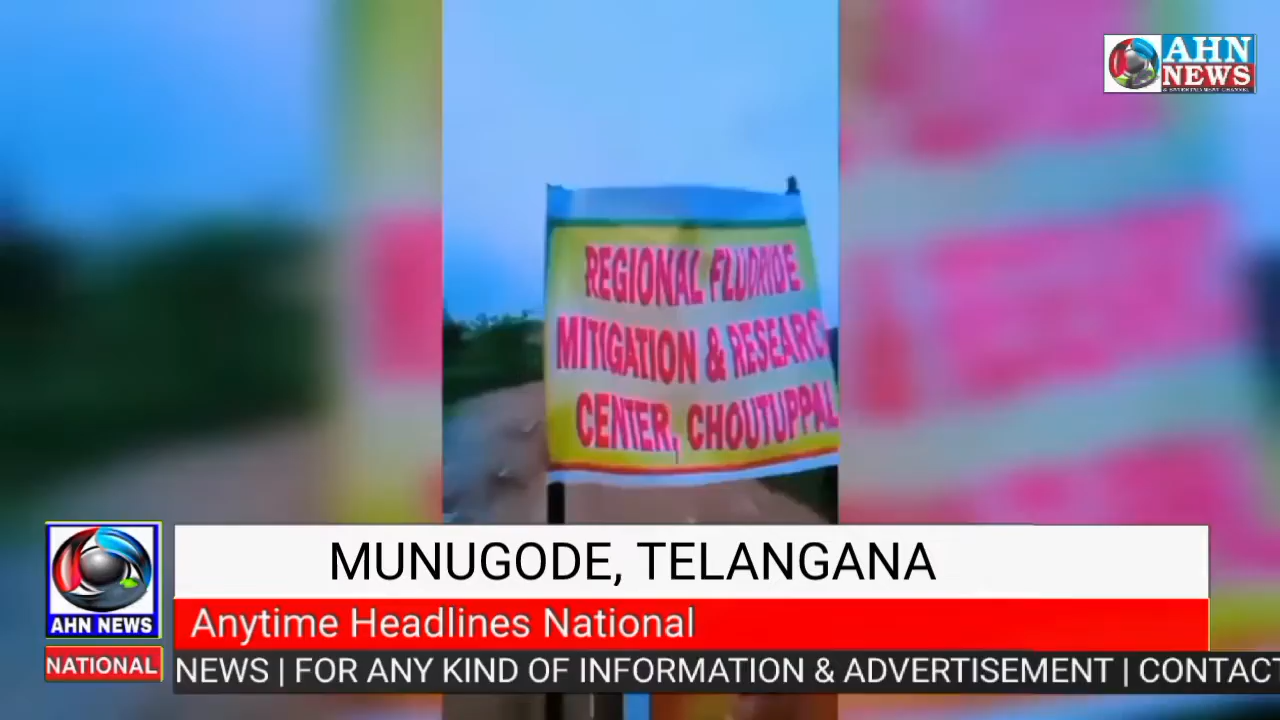 AHN
NEWS
REGIONAL FLUORIDE
MITIGATION & RESEARC
CENTER, CHOUTUPPAL
MUNUGODE, TELANGANA
Anytime Headlines National
AHN NEWS
NATIONAL
NEWS | FOR ANY KIND OF INFORMATION & ADVERTISEMENT | CONTACT